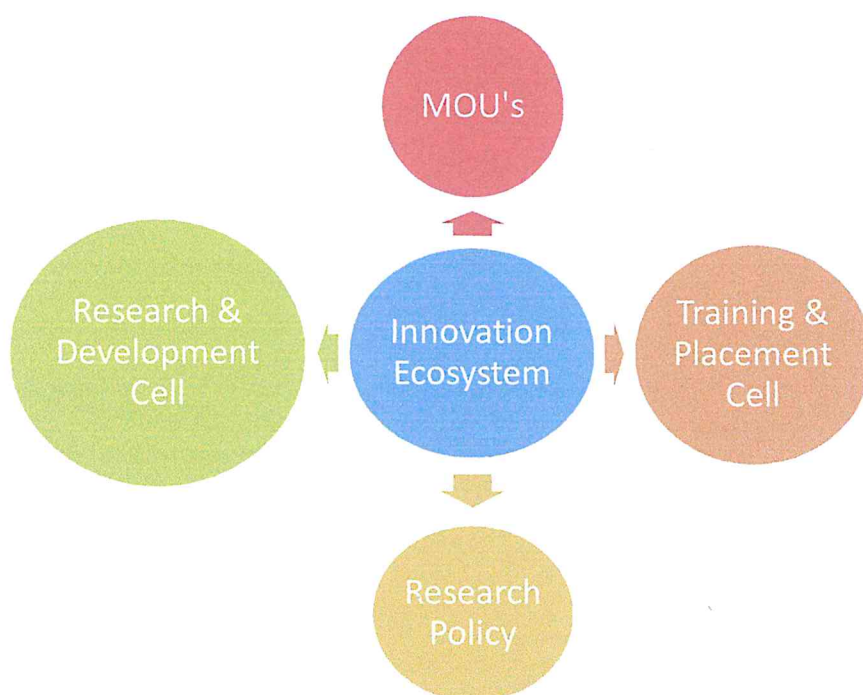 MOU's
Research &
Development
Cell
Innovation
Ecosystem
Training &
Placement
Cell
Research
Policy